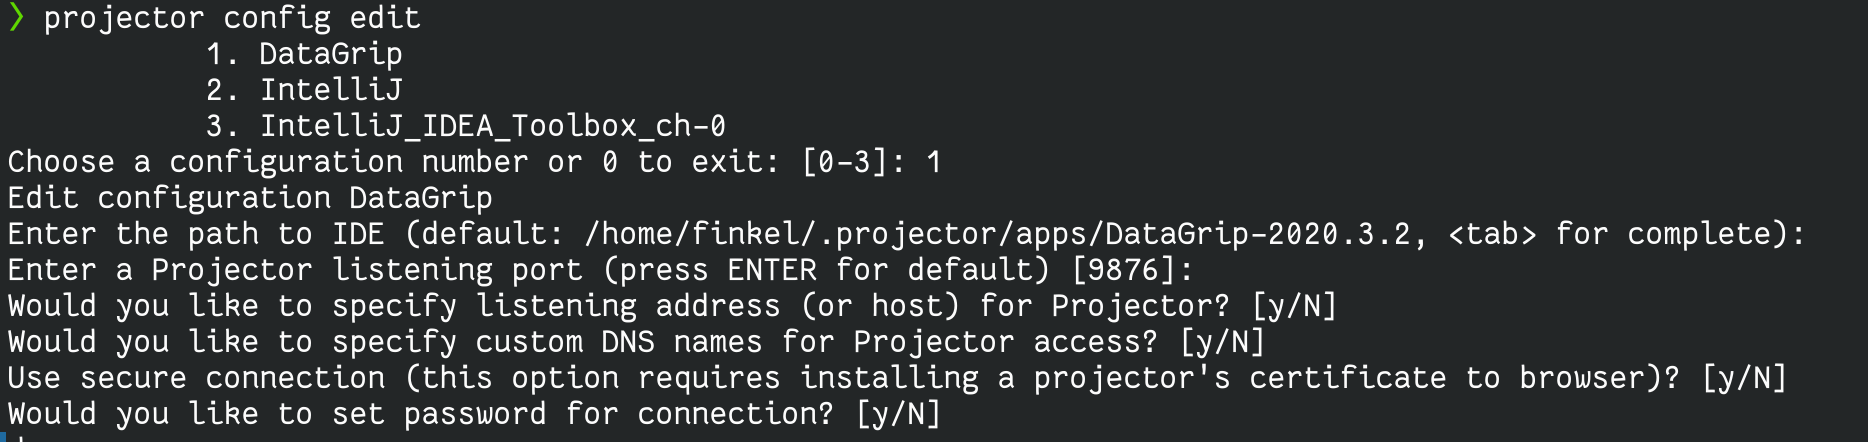 ❯ projector config edit
1. DataGrip
2. IntelliJ
3. IntelliJ_IDEA_Toolbox_ch-0
Choose a configuration number or 0 to exit: [0-3]: 1
Edit configuration DataGrip
Enter the path to IDE (default: /home/finkel/.projector/apps/DataGrip-2020.3.2, <tab> for complete):
Enter a Projector listening port (press ENTER for default) [9876]:
Would you like to specify listening address (or host) for Projector? [y/N]
Would you like to specify custom DNS names for Projector access? [y/N]
Use secure connection (this option requires installing a projector's certificate to browser)? [y/N]
Would you like to set password for connection? [y/N]